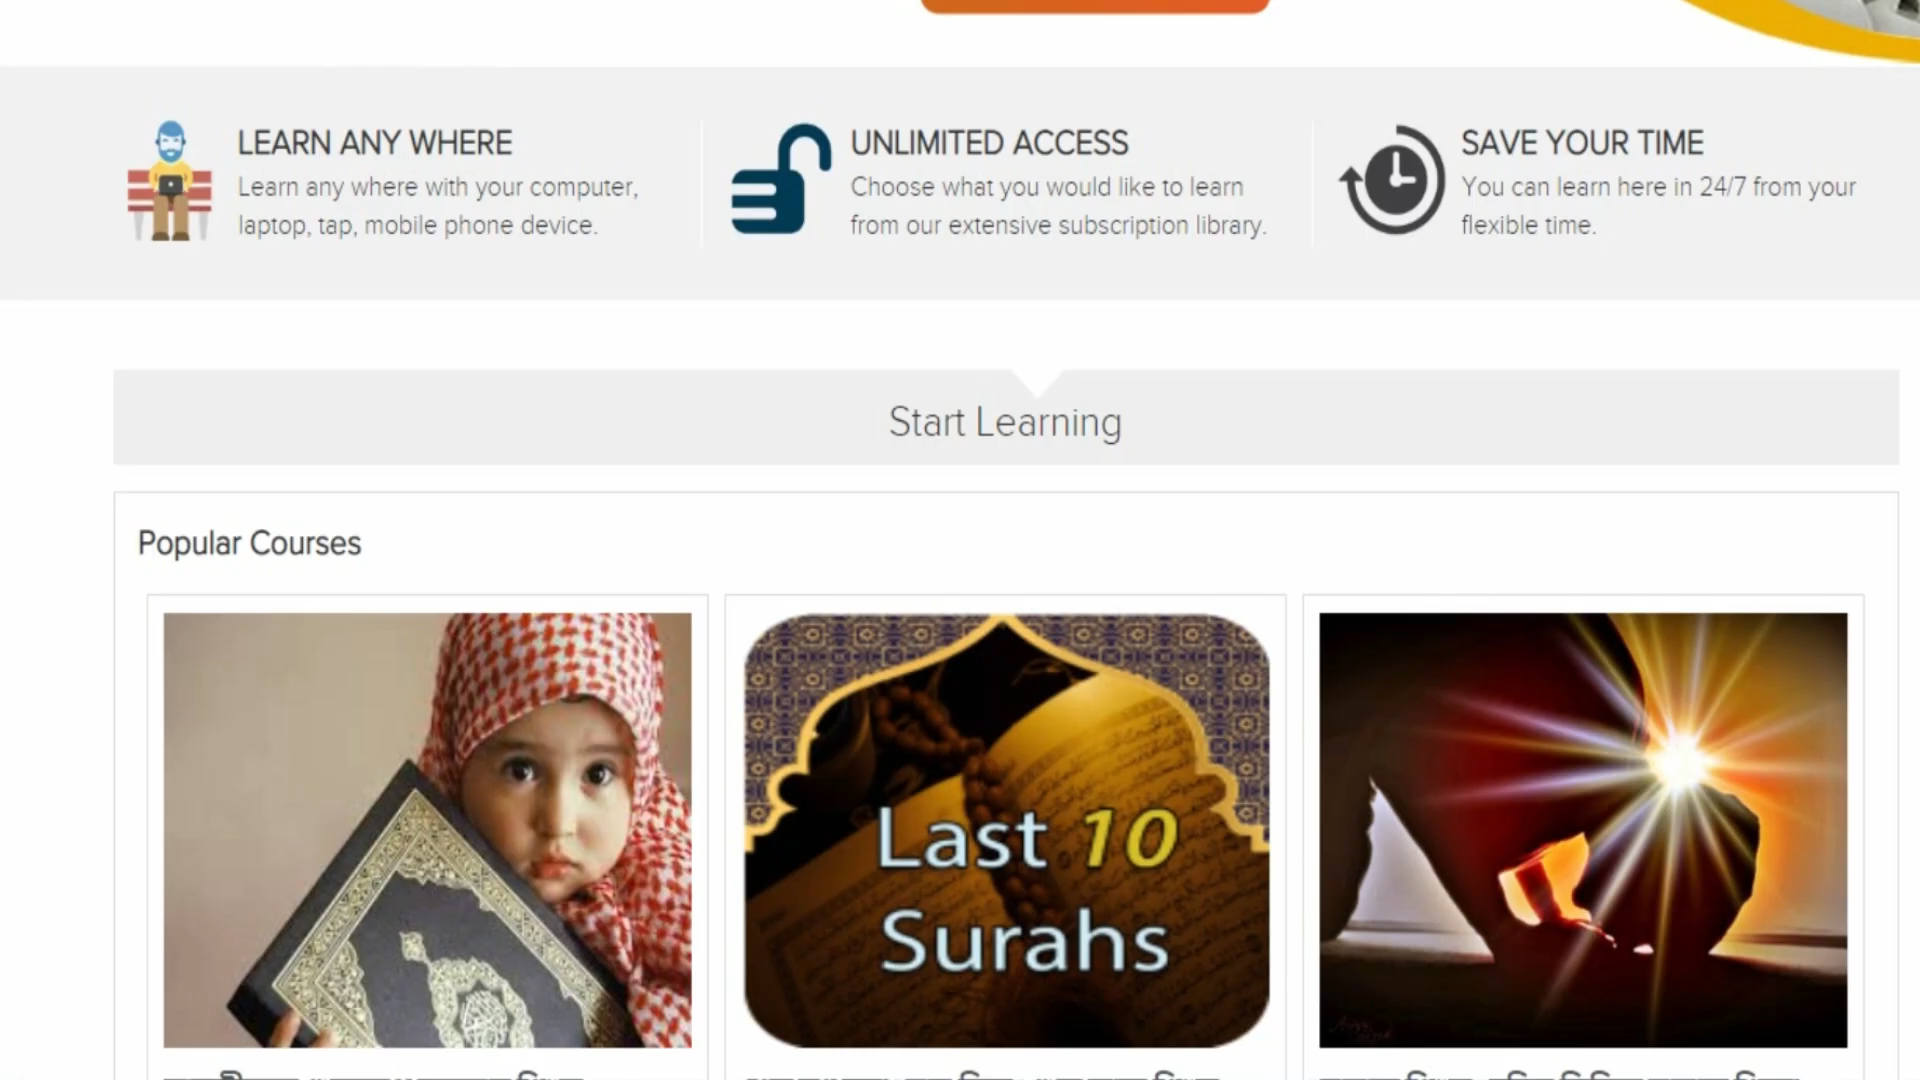 LEARN ANY WHERE
Learn any where with your computer,
laptop, tap, mobile phone device.
UNLIMITED ACCESS
Choose what you would like to learn
from our extensive subscription library.
SAVE YOUR TIME
You can learn here in 24/7 from your
flexible time.
Start Learning
Popular Courses
Last 10
Surahs